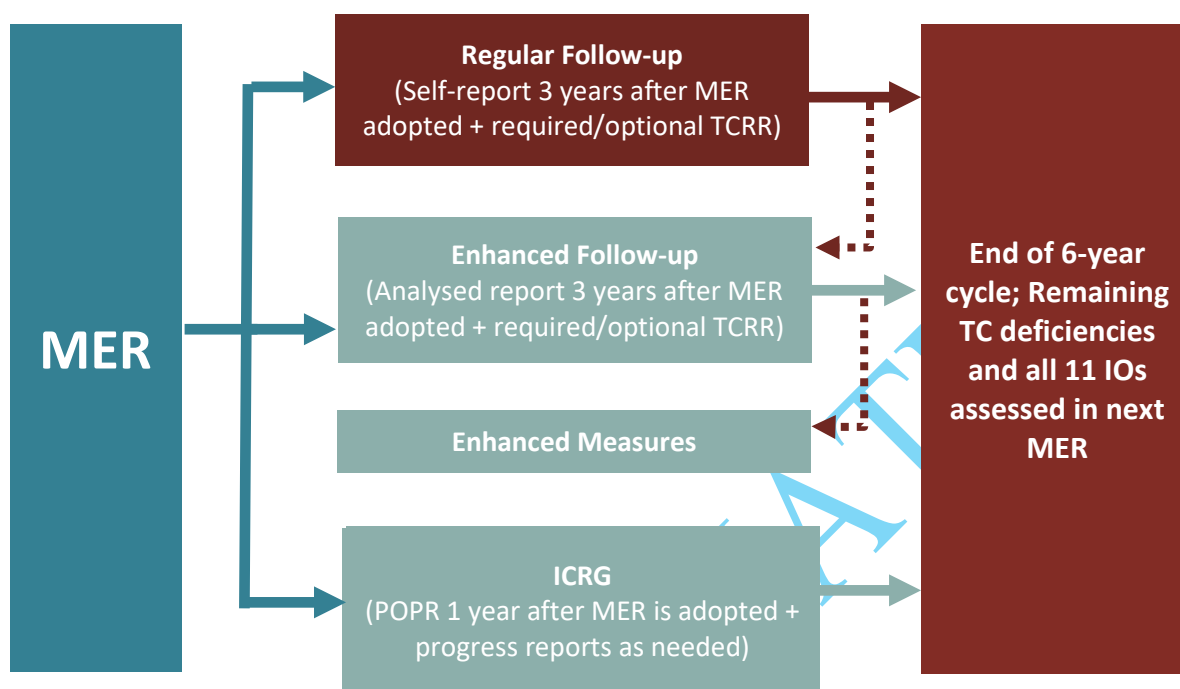 MER
Regular Follow-up
(Self-report 3 years after MER
adopted + required/optional TCRR)
Enhanced Follow-up
(Analysed report 3 years after MER
adopted + required/optional TCRR)
Enhanced Measures
ICRG
(POPR 1 year after MER is adopted +
progress reports as needed)
End of 6-year
cycle; Remaining
TC deficiencies
and all 11 IOs
assessed in next
MER